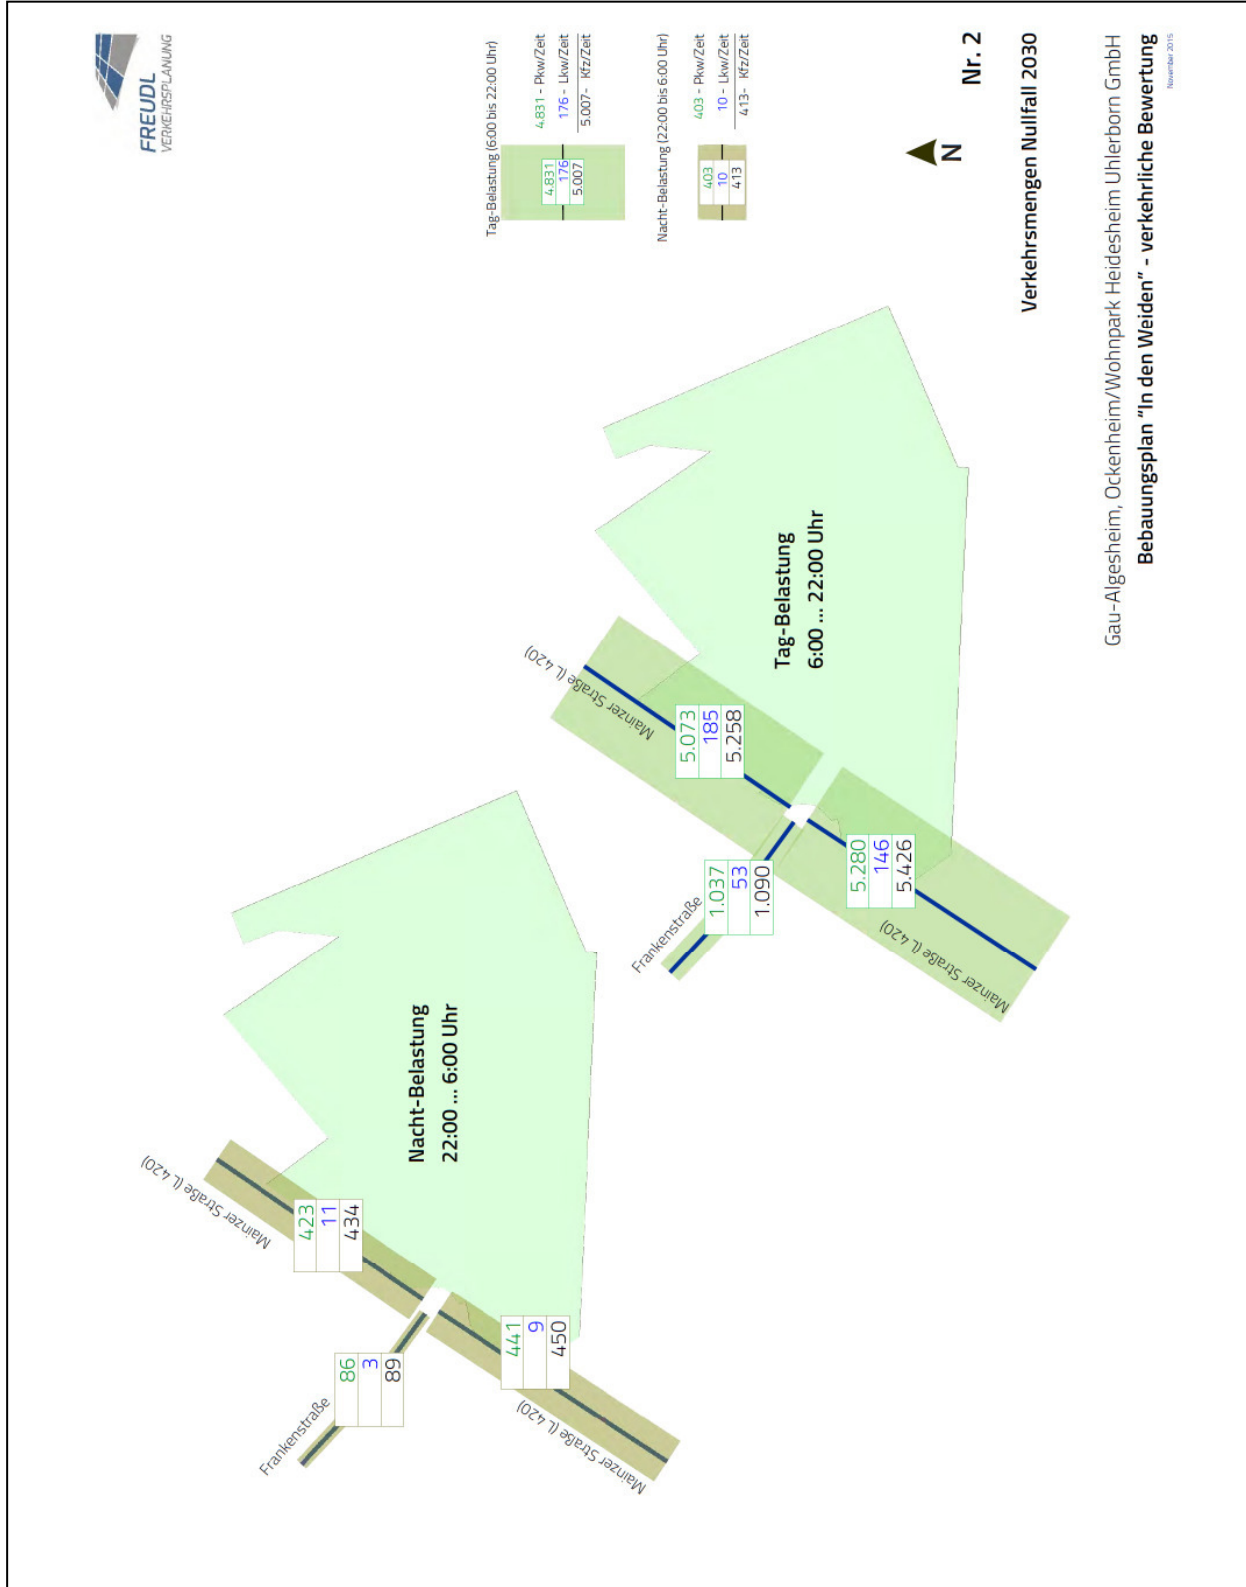 FREUDL
VERKEHRSPLANUNG
Tag-Belastung (6:00 bis 22:00 Uhr)
4.831
176
5.007
4.831 - Pkw/Zeit
176 - Lkw/Zeit
5.007- Kfz/Zeit
Nacht-Belastung (22:00 bis 6:00 Uhr)
403
10
413
403 - Pkw/Zeit
10 - Lkw/Zeit
413- Kfz/Zeit
N
Nr. 2
Verkehrsmengen Nullfall 2030
Gau-Algesheim, Ockenheim/Wohnpark Heidesheim Uhlerborn GmbH
Bebauungsplan "In den Weiden" - verkehrliche Bewertung
November 2015
Nacht-Belastung
22:00 ... 6:00 Uhr
Mainzer Straße (L 420)
Mainzer Straße (L 420)
Frankenstraße
423
11
434
86
3
89
441
9
450
Tag-Belastung
6:00 ... 22:00 Uhr
Mainzer Straße (L 420)
Mainzer Straße (L 420)
Frankenstraße
5.073
185
5.258
1.037
53
1.090
5.280
146
5.426